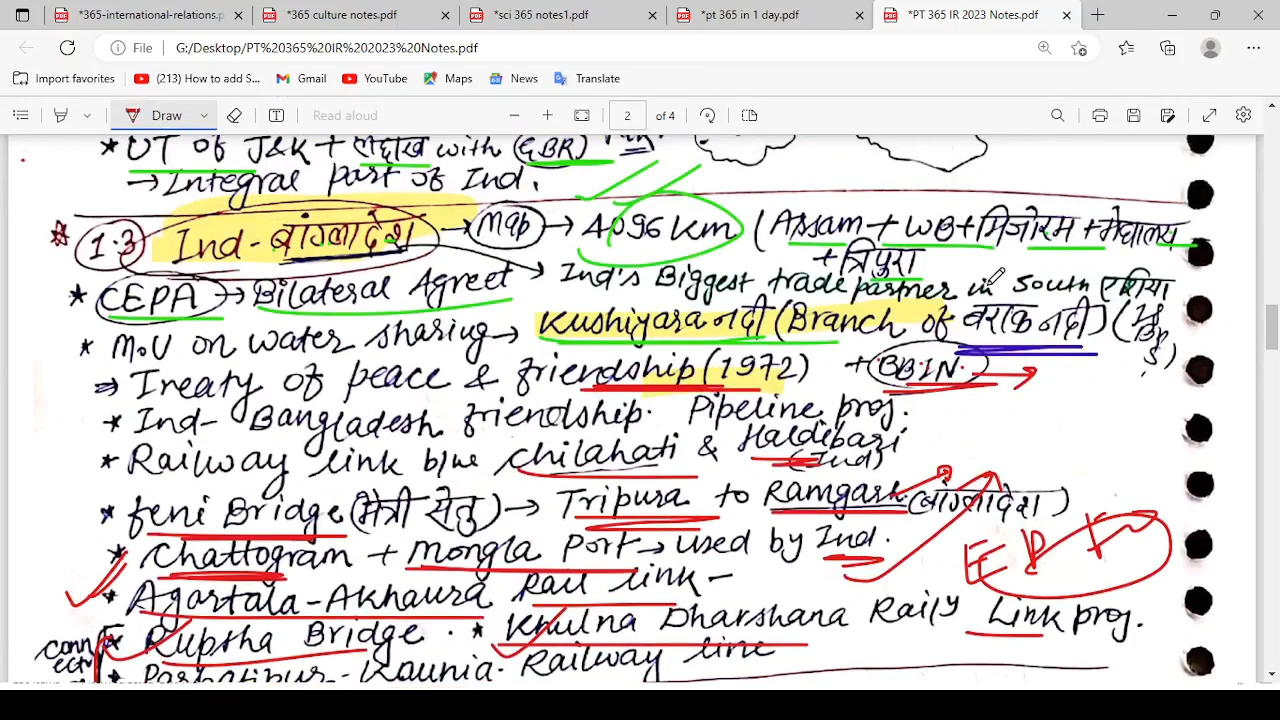 *365-international-relations.p
*365 culture notes.pdf
*sci 365 notes1.pdf
*pt 365 in 1 day.pdf
*PT 365 IR 2023 Notes.pdf
File
G:/Desktop/PT%20365%20IR%202023%20Notes.pdf
Import favorites
(213) How to add S...
Gmail
YouTube
Maps
News
Translate
Draw
Read aloud
2 of 4
* UT of J&K + लद्दाख with (GBR)
→ Integral part of Ind.
* 1.3 Ind- बांग्लादेश → Map → 4096 Km (Assam + WB + मिजोरम + मेघालय
+ त्रिपुरा
→ Ind's Biggest trade partner in South एशिया
* CEPA → Bilateral Agreet
* MoU on water sharing → Kushiyara नदी (Branch of बराक नदी)
⇒ Treaty of peace & friendship (1972) + BBIN.
* Ind- Bangladesh friendship. Pipeline proj.
* Railway link b/w Chilahati & Haldibari
(Ind)
* feni Bridge (मैत्री सेतु) → Tripura to Ramgarh (बांग्लादेश)
* Chattogram + Mongla Port → used by Ind.
* Agartala-Akhaura Rail link -
* Rupsha Bridge. * Khulna Dharshana Raily Link proj.
* Parbatipur- Kaunia. Railway line